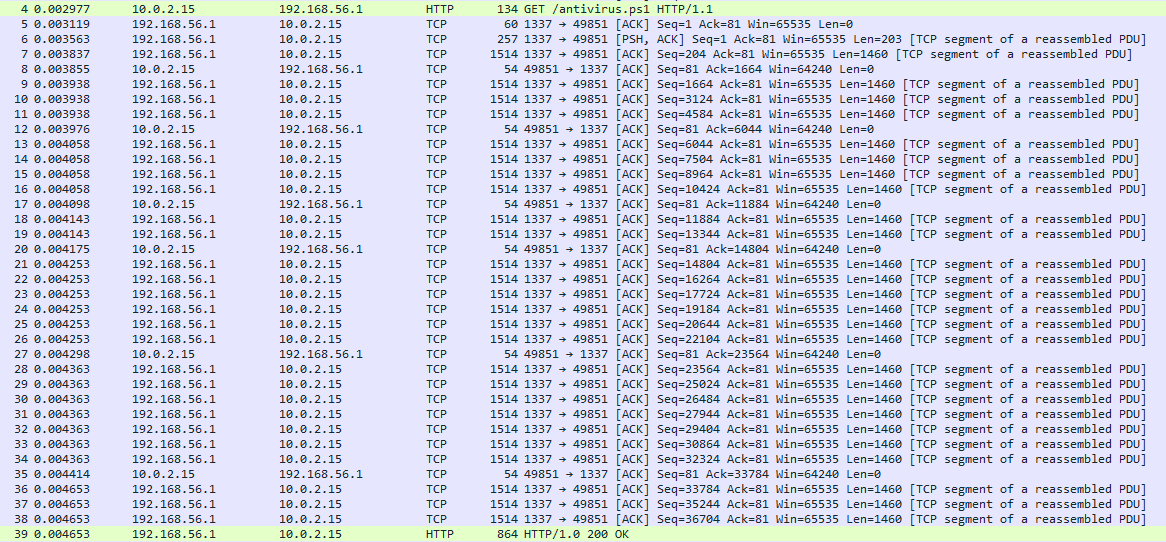 4 0.002977 10.0.2.15 192.168.56.1 HTTP 134 GET /antivirus.ps1 HTTP/1.1
5 0.003119 192.168.56.1 10.0.2.15 TCP 60 1337 → 49851 [ACK] Seq=1 Ack=81 Win=65535 Len=0
6 0.003563 192.168.56.1 10.0.2.15 TCP 257 1337 → 49851 [PSH, ACK] Seq=1 Ack=81 Win=65535 Len=203 [TCP segment of a reassembled PDU]
7 0.003837 192.168.56.1 10.0.2.15 TCP 1514 1337 → 49851 [ACK] Seq=204 Ack=81 Win=65535 Len=1460 [TCP segment of a reassembled PDU]
8 0.003855 10.0.2.15 192.168.56.1 TCP 54 49851 → 1337 [ACK] Seq=81 Ack=1664 Win=64240 Len=0
9 0.003938 192.168.56.1 10.0.2.15 TCP 1514 1337 → 49851 [ACK] Seq=1664 Ack=81 Win=65535 Len=1460 [TCP segment of a reassembled PDU]
10 0.003938 192.168.56.1 10.0.2.15 TCP 1514 1337 → 49851 [ACK] Seq=3124 Ack=81 Win=65535 Len=1460 [TCP segment of a reassembled PDU]
11 0.003938 192.168.56.1 10.0.2.15 TCP 1514 1337 → 49851 [ACK] Seq=4584 Ack=81 Win=65535 Len=1460 [TCP segment of a reassembled PDU]
12 0.003976 10.0.2.15 192.168.56.1 TCP 54 49851 → 1337 [ACK] Seq=81 Ack=6044 Win=64240 Len=0
13 0.004058 192.168.56.1 10.0.2.15 TCP 1514 1337 → 49851 [ACK] Seq=6044 Ack=81 Win=65535 Len=1460 [TCP segment of a reassembled PDU]
14 0.004058 192.168.56.1 10.0.2.15 TCP 1514 1337 → 49851 [ACK] Seq=7504 Ack=81 Win=65535 Len=1460 [TCP segment of a reassembled PDU]
15 0.004058 192.168.56.1 10.0.2.15 TCP 1514 1337 → 49851 [ACK] Seq=8964 Ack=81 Win=65535 Len=1460 [TCP segment of a reassembled PDU]
16 0.004058 192.168.56.1 10.0.2.15 TCP 1514 1337 → 49851 [ACK] Seq=10424 Ack=81 Win=65535 Len=1460 [TCP segment of a reassembled PDU]
17 0.004098 10.0.2.15 192.168.56.1 TCP 54 49851 → 1337 [ACK] Seq=81 Ack=11884 Win=64240 Len=0
18 0.004143 192.168.56.1 10.0.2.15 TCP 1514 1337 → 49851 [ACK] Seq=11884 Ack=81 Win=65535 Len=1460 [TCP segment of a reassembled PDU]
19 0.004143 192.168.56.1 10.0.2.15 TCP 1514 1337 → 49851 [ACK] Seq=13344 Ack=81 Win=65535 Len=1460 [TCP segment of a reassembled PDU]
20 0.004175 10.0.2.15 192.168.56.1 TCP 54 49851 → 1337 [ACK] Seq=81 Ack=14804 Win=64240 Len=0
21 0.004253 192.168.56.1 10.0.2.15 TCP 1514 1337 → 49851 [ACK] Seq=14804 Ack=81 Win=65535 Len=1460 [TCP segment of a reassembled PDU]
22 0.004253 192.168.56.1 10.0.2.15 TCP 1514 1337 → 49851 [ACK] Seq=16264 Ack=81 Win=65535 Len=1460 [TCP segment of a reassembled PDU]
23 0.004253 192.168.56.1 10.0.2.15 TCP 1514 1337 → 49851 [ACK] Seq=17724 Ack=81 Win=65535 Len=1460 [TCP segment of a reassembled PDU]
24 0.004253 192.168.56.1 10.0.2.15 TCP 1514 1337 → 49851 [ACK] Seq=19184 Ack=81 Win=65535 Len=1460 [TCP segment of a reassembled PDU]
25 0.004253 192.168.56.1 10.0.2.15 TCP 1514 1337 → 49851 [ACK] Seq=20644 Ack=81 Win=65535 Len=1460 [TCP segment of a reassembled PDU]
26 0.004253 192.168.56.1 10.0.2.15 TCP 1514 1337 → 49851 [ACK] Seq=22104 Ack=81 Win=65535 Len=1460 [TCP segment of a reassembled PDU]
27 0.004298 10.0.2.15 192.168.56.1 TCP 54 49851 → 1337 [ACK] Seq=81 Ack=23564 Win=64240 Len=0
28 0.004363 192.168.56.1 10.0.2.15 TCP 1514 1337 → 49851 [ACK] Seq=23564 Ack=81 Win=65535 Len=1460 [TCP segment of a reassembled PDU]
29 0.004363 192.168.56.1 10.0.2.15 TCP 1514 1337 → 49851 [ACK] Seq=25024 Ack=81 Win=65535 Len=1460 [TCP segment of a reassembled PDU]
30 0.004363 192.168.56.1 10.0.2.15 TCP 1514 1337 → 49851 [ACK] Seq=26484 Ack=81 Win=65535 Len=1460 [TCP segment of a reassembled PDU]
31 0.004363 192.168.56.1 10.0.2.15 TCP 1514 1337 → 49851 [ACK] Seq=27944 Ack=81 Win=65535 Len=1460 [TCP segment of a reassembled PDU]
32 0.004363 192.168.56.1 10.0.2.15 TCP 1514 1337 → 49851 [ACK] Seq=29404 Ack=81 Win=65535 Len=1460 [TCP segment of a reassembled PDU]
33 0.004363 192.168.56.1 10.0.2.15 TCP 1514 1337 → 49851 [ACK] Seq=30864 Ack=81 Win=65535 Len=1460 [TCP segment of a reassembled PDU]
34 0.004363 192.168.56.1 10.0.2.15 TCP 1514 1337 → 49851 [ACK] Seq=32324 Ack=81 Win=65535 Len=1460 [TCP segment of a reassembled PDU]
35 0.004414 10.0.2.15 192.168.56.1 TCP 54 49851 → 1337 [ACK] Seq=81 Ack=33784 Win=64240 Len=0
36 0.004653 192.168.56.1 10.0.2.15 TCP 1514 1337 → 49851 [ACK] Seq=33784 Ack=81 Win=65535 Len=1460 [TCP segment of a reassembled PDU]
37 0.004653 192.168.56.1 10.0.2.15 TCP 1514 1337 → 49851 [ACK] Seq=35244 Ack=81 Win=65535 Len=1460 [TCP segment of a reassembled PDU]
38 0.004653 192.168.56.1 10.0.2.15 TCP 1514 1337 → 49851 [ACK] Seq=36704 Ack=81 Win=65535 Len=1460 [TCP segment of a reassembled PDU]
39 0.004653 192.168.56.1 10.0.2.15 HTTP 864 HTTP/1.0 200 OK